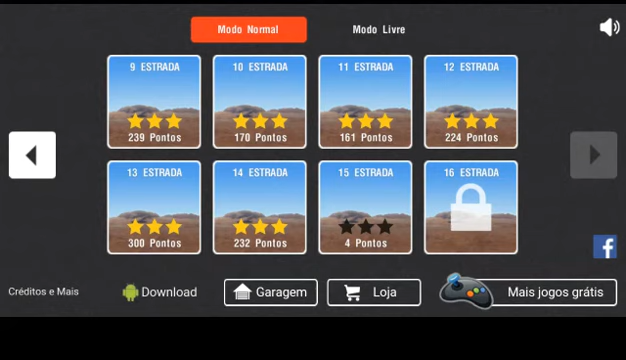 Modo Normal
Modo Livre
9 ESTRADA
239 Pontos
10 ESTRADA
170 Pontos
11 ESTRADA
161 Pontos
12 ESTRADA
224 Pontos
13 ESTRADA
300 Pontos
14 ESTRADA
232 Pontos
15 ESTRADA
4 Pontos
16 ESTRADA
f
Créditos e Mais
Download
Garagem
Loja
Mais jogos grátis